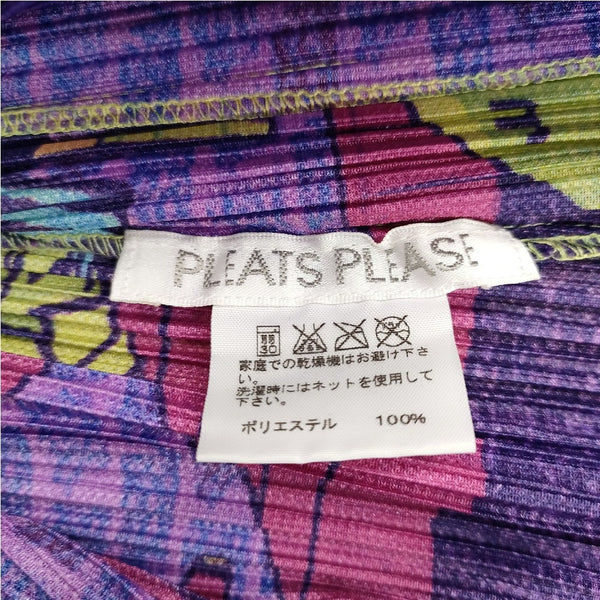 PLEATS PLEASE
弱
30
家庭での乾燥機はお避け下さ
い。
洗濯時にはネットを使用して
下さい。
ポリエステル 100%